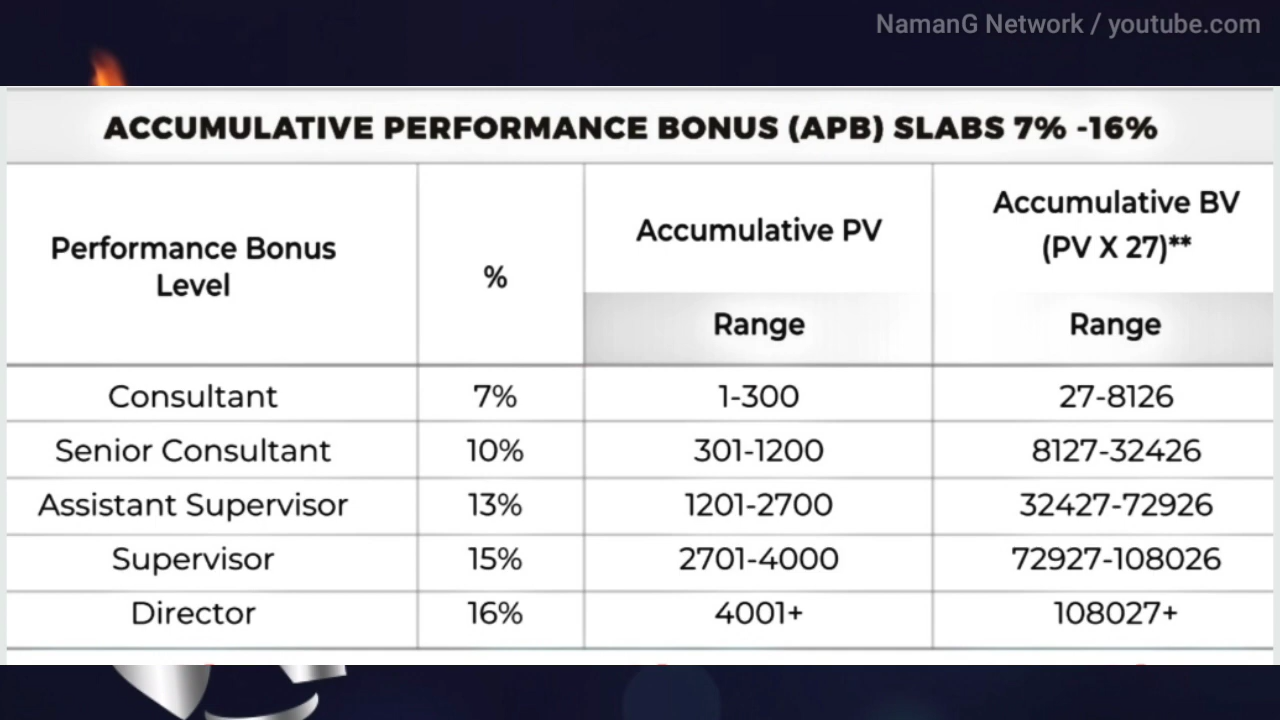 NamanG Network / youtube.com
ACCUMULATIVE PERFORMANCE BONUS (APB) SLABS 7% -16%
Performance Bonus
Level
%
Accumulative PV
Accumulative BV
(PV X 27)**
Range
Range
Consultant 7% 1-300 27-8126
Senior Consultant 10% 301-1200 8127-32426
Assistant Supervisor 13% 1201-2700 32427-72926
Supervisor 15% 2701-4000 72927-108026
Director 16% 4001+ 108027+